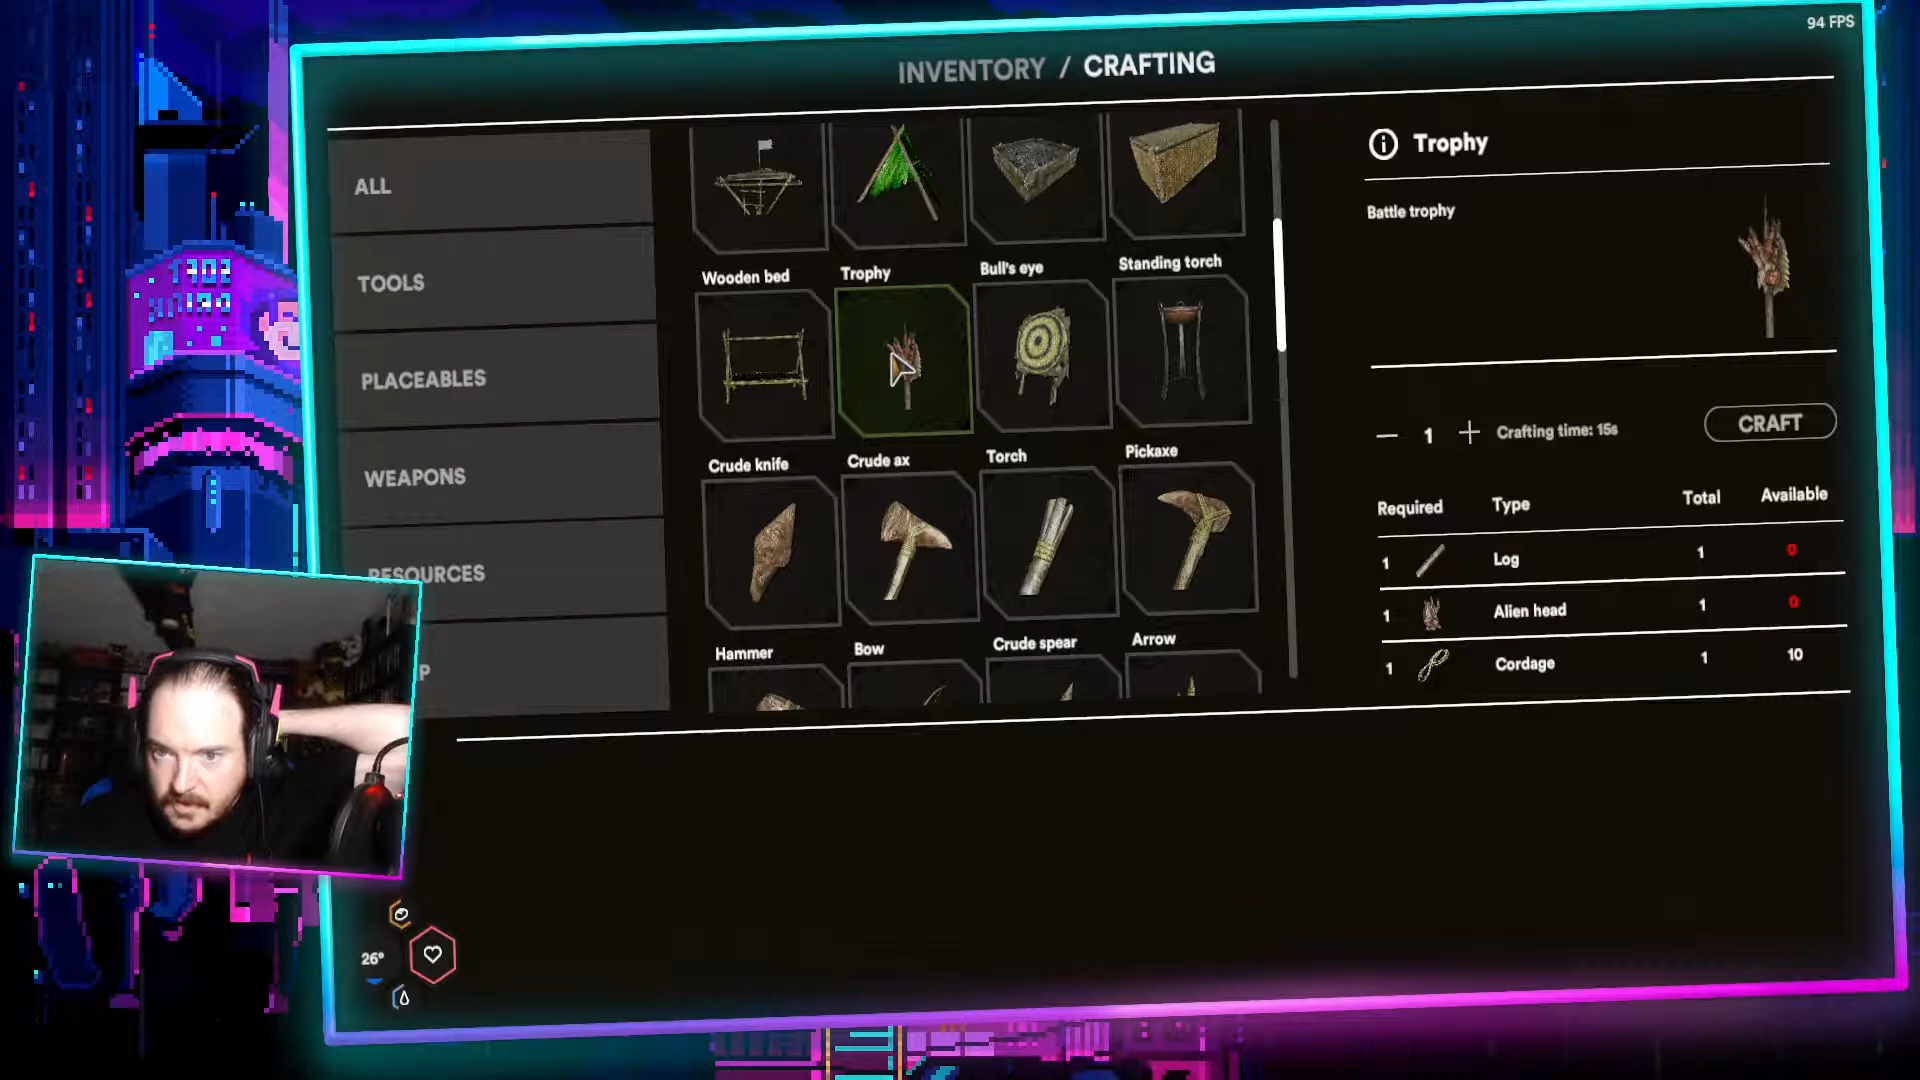 94 FPS
INVENTORY / CRAFTING
ALL
TOOLS
PLACEABLES
WEAPONS
RESOURCES
P
Wooden bed
Trophy
Bull's eye
Standing torch
Crude knife
Crude ax
Torch
Pickaxe
Hammer
Bow
Crude spear
Arrow
Trophy
Battle trophy
1
Crafting time: 15s
CRAFT
Required Type Total Available
1 Log 1 0
1 Alien head 1 0
1 Cordage 1 10
26°